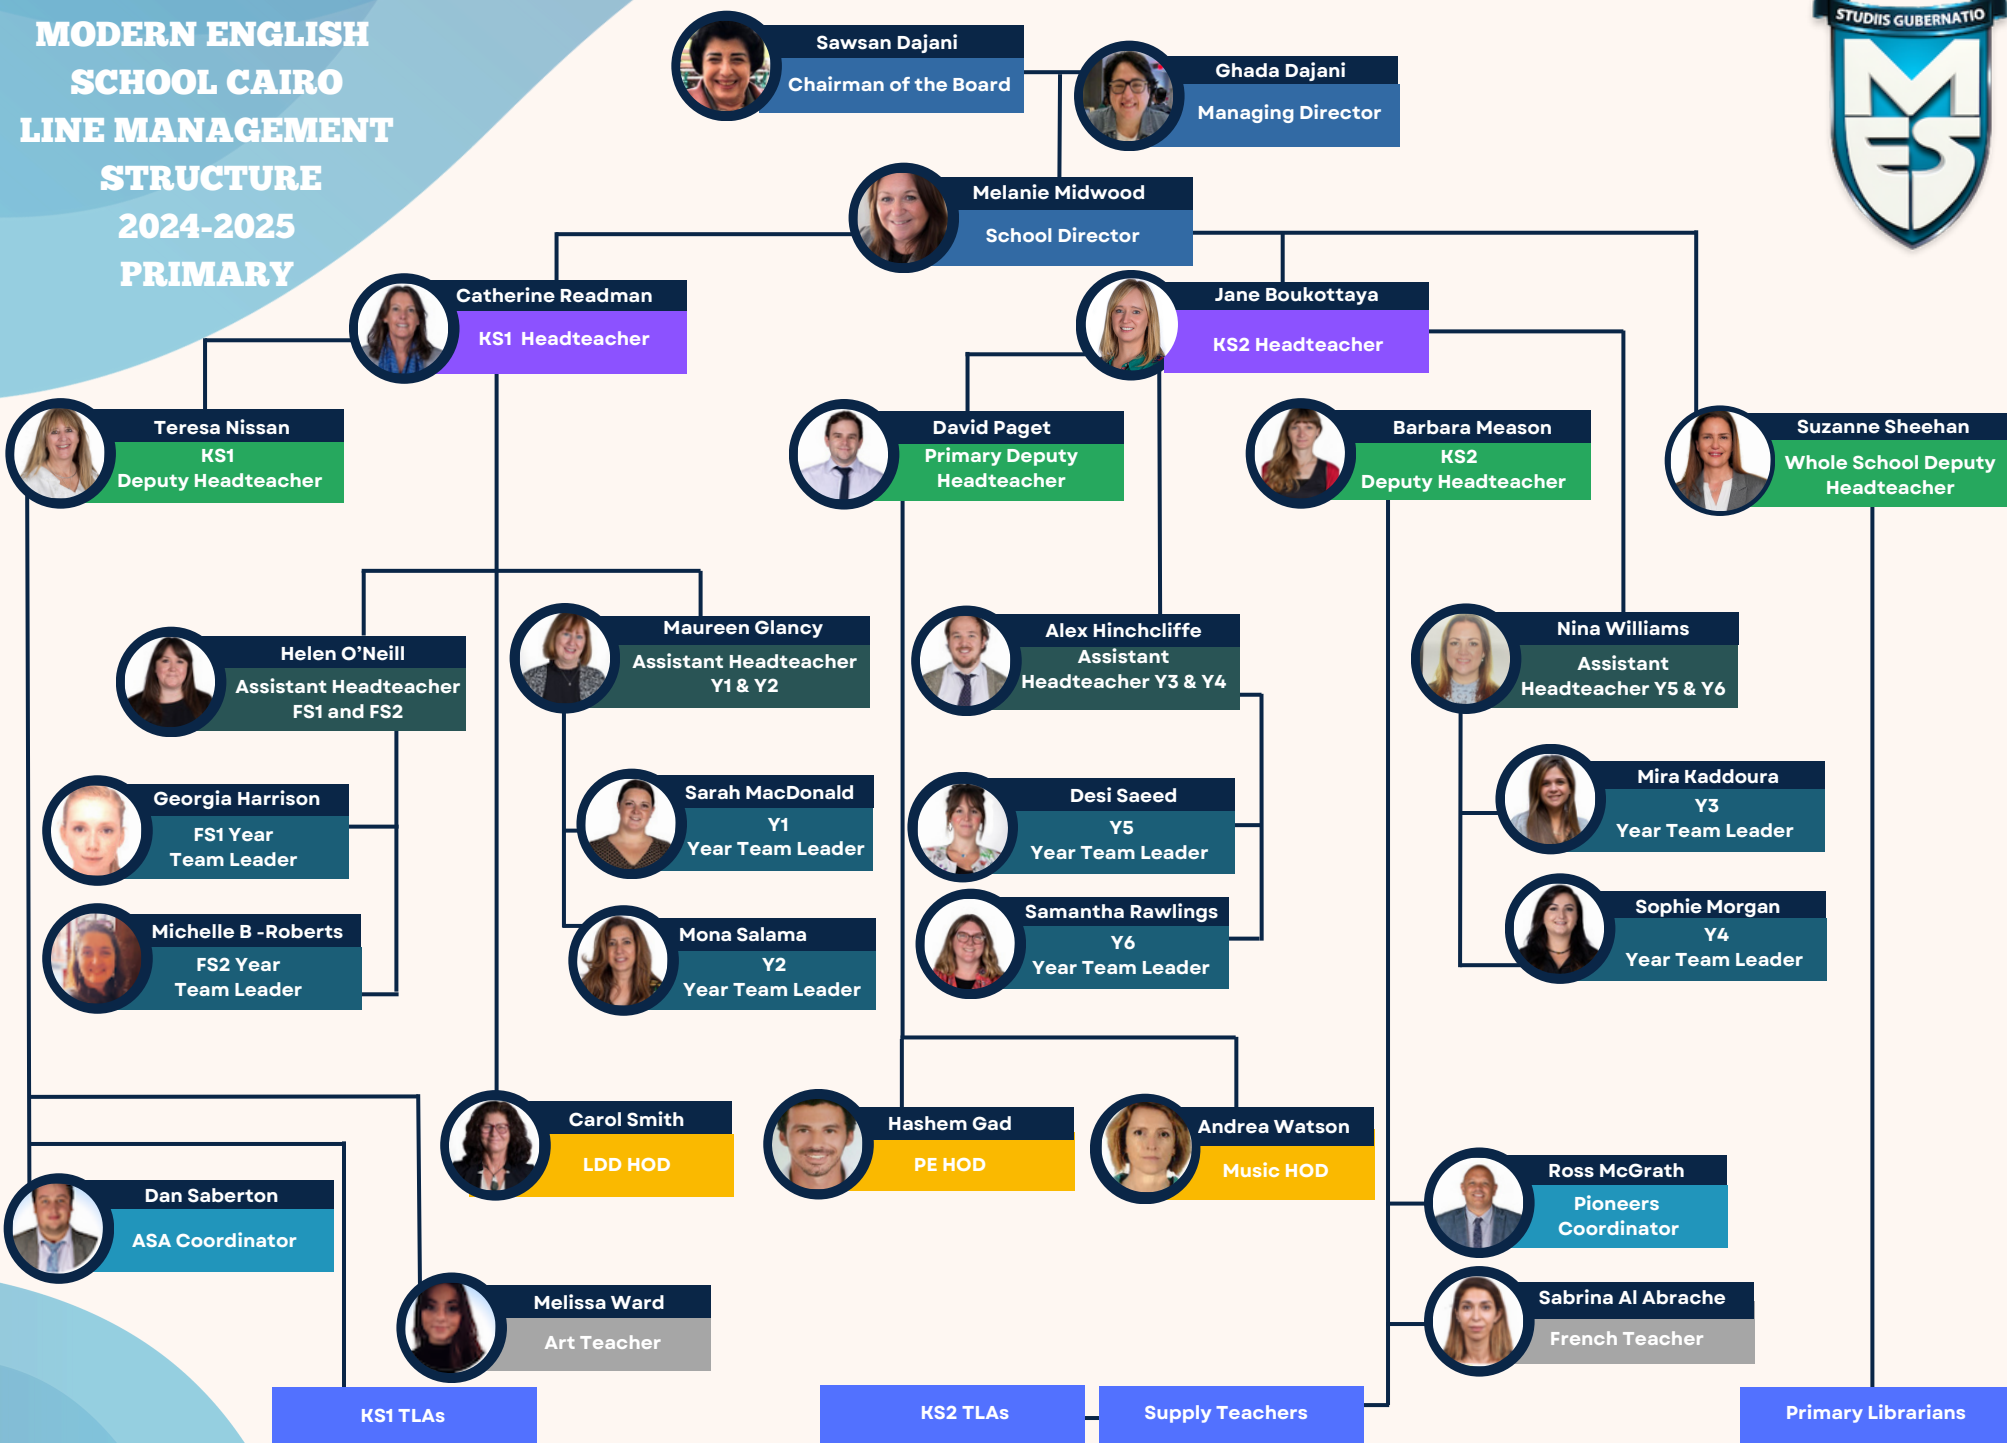 MODERN ENGLISH
SCHOOL CAIRO
LINE MANAGEMENT
STRUCTURE
2024-2025
PRIMARY
STUDIIS GUBERNATIO
MES
Sawsan Dajani
Chairman of the Board
Ghada Dajani
Managing Director
Melanie Midwood
School Director
Catherine Readman
KS1 Headteacher
Jane Boukottaya
KS2 Headteacher
Teresa Nissan
KS1
Deputy Headteacher
David Paget
Primary Deputy
Headteacher
Barbara Meason
KS2
Deputy Headteacher
Suzanne Sheehan
Whole School Deputy
Headteacher
Helen O’Neill
Assistant Headteacher
FS1 and FS2
Maureen Glancy
Assistant Headteacher
Y1 & Y2
Alex Hinchcliffe
Assistant
Headteacher Y3 & Y4
Nina Williams
Assistant
Headteacher Y5 & Y6
Georgia Harrison
FS1 Year
Team Leader
Sarah MacDonald
Y1
Year Team Leader
Desi Saeed
Y5
Year Team Leader
Mira Kaddoura
Y3
Year Team Leader
Michelle B -Roberts
FS2 Year
Team Leader
Mona Salama
Y2
Year Team Leader
Samantha Rawlings
Y6
Year Team Leader
Sophie Morgan
Y4
Year Team Leader
Carol Smith
LDD HOD
Hashem Gad
PE HOD
Andrea Watson
Music HOD
Ross McGrath
Pioneers
Coordinator
Dan Saberton
ASA Coordinator
Melissa Ward
Art Teacher
Sabrina Al Abrache
French Teacher
KS1 TLAs
KS2 TLAs
Supply Teachers
Primary Librarians